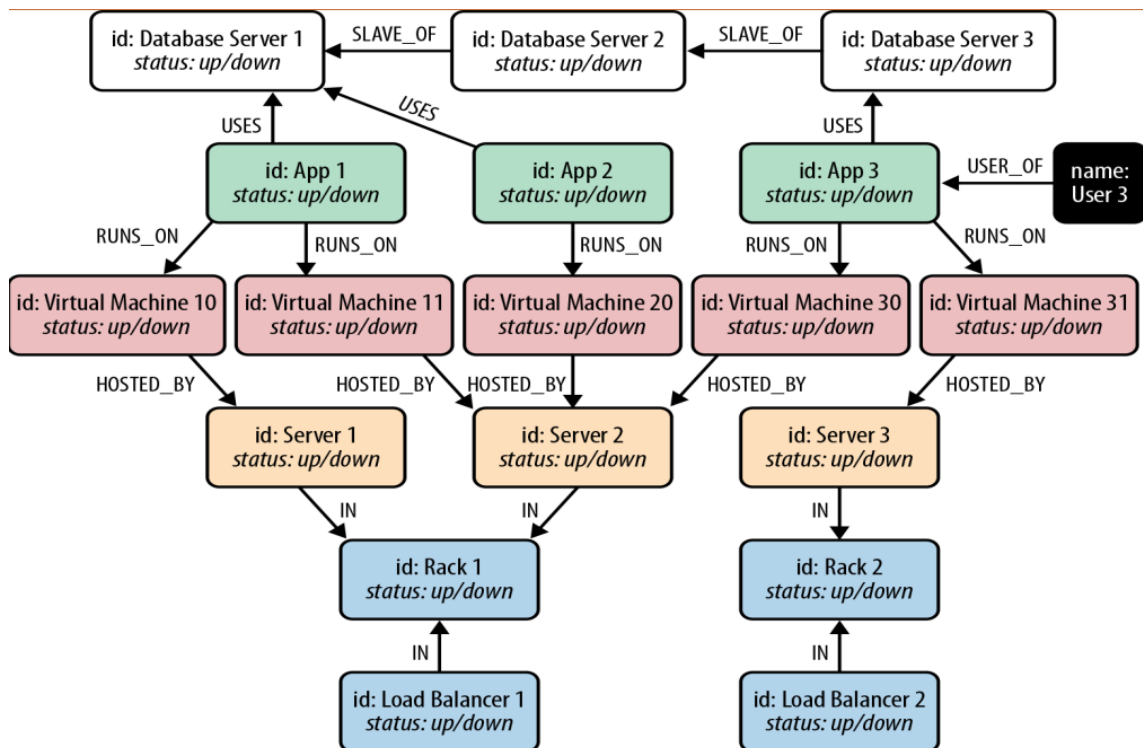 id: Database Server 1
status: up/down
SLAVE_OF
id: Database Server 2
status: up/down
SLAVE_OF
id: Database Server 3
status: up/down
USES
USES
USES
id: App 1
status: up/down
id: App 2
status: up/down
id: App 3
status: up/down
USER_OF
name:
User 3
RUNS_ON
RUNS_ON
RUNS_ON
RUNS_ON
RUNS_ON
id: Virtual Machine 10
status: up/down
id: Virtual Machine 11
status: up/down
id: Virtual Machine 20
status: up/down
id: Virtual Machine 30
status: up/down
id: Virtual Machine 31
status: up/down
HOSTED_BY
HOSTED_BY
HOSTED_BY
HOSTED_BY
HOSTED_BY
id: Server 1
status: up/down
id: Server 2
status: up/down
id: Server 3
status: up/down
IN
IN
IN
id: Rack 1
status: up/down
id: Rack 2
status: up/down
IN
IN
id: Load Balancer 1
status: up/down
id: Load Balancer 2
status: up/down